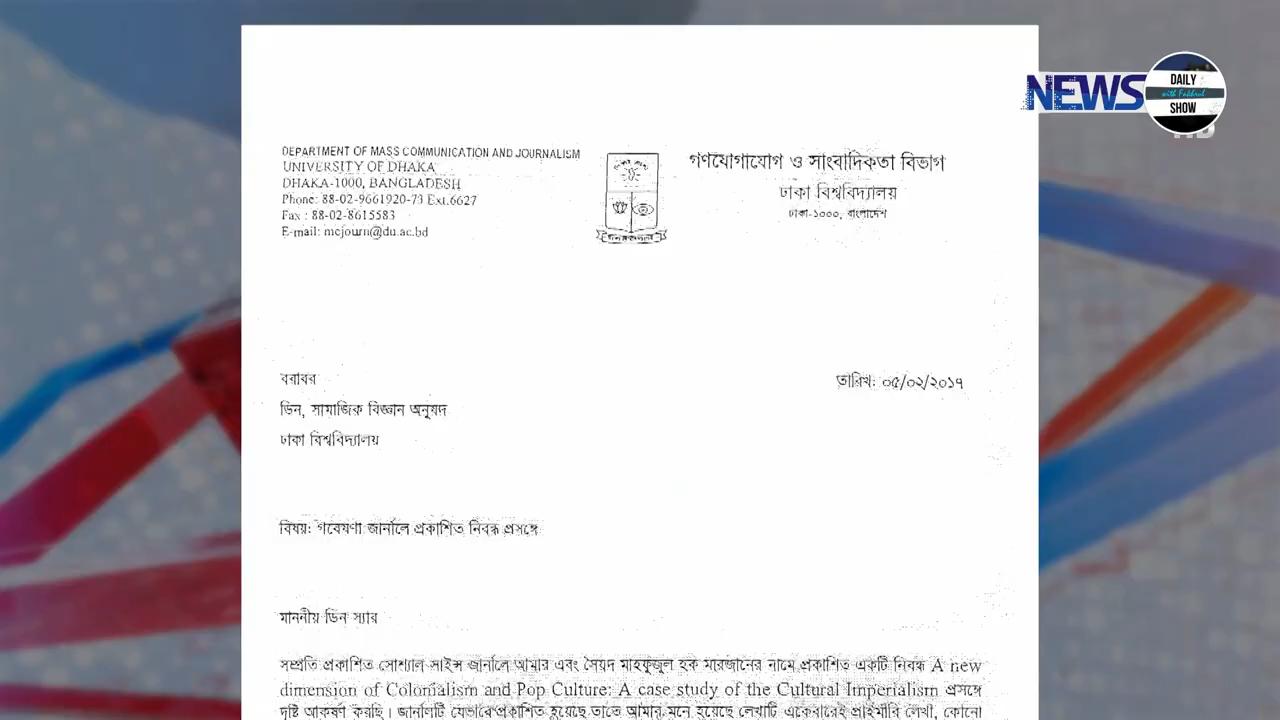 NEWS
DAILY
with Fakhrul
SHOW
DEPARTMENT OF MASS COMMUNICATION AND JOURNALISM
UNIVERSITY OF DHAKA
DHAKA-1000, BANGLADESH
Phone: 88-02-9661920-73 Ext.6627
Fax : 88-02-8615583
E-mail: mcjourn@du.ac.bd
গণযোগাযোগ ও সাংবাদিকতা বিভাগ
ঢাকা বিশ্ববিদ্যালয়
ঢাকা-১০০০, বাংলাদেশ
বরাবর
তারিখ: ০৫/০২/২০১৭
ডিন, সামাজিক বিজ্ঞান অনুষদ
ঢাকা বিশ্ববিদ্যালয়
বিষয়: গবেষণা জার্নালে প্রকাশিত নিবন্ধ প্রসঙ্গে
মাননীয় ডিন স্যার
সম্প্রতি প্রকাশিত সোশ্যাল সাইন্স জার্নালে আমার এবং সৈয়দ মাহফুজুল হক মারজানের নামে প্রকাশিত একটি নিবন্ধ A new
dimension of Colonialism and Pop Culture: A case study of the Cultural Imperialism প্রসঙ্গে
দৃষ্টি আকর্ষণ করছি। জার্নালটি যেভাবে প্রকাশিত হয়েছে তাতে আমার মনে হয়েছে লেখাটি একেবারেই প্রাইমারি লেখা, কোনো